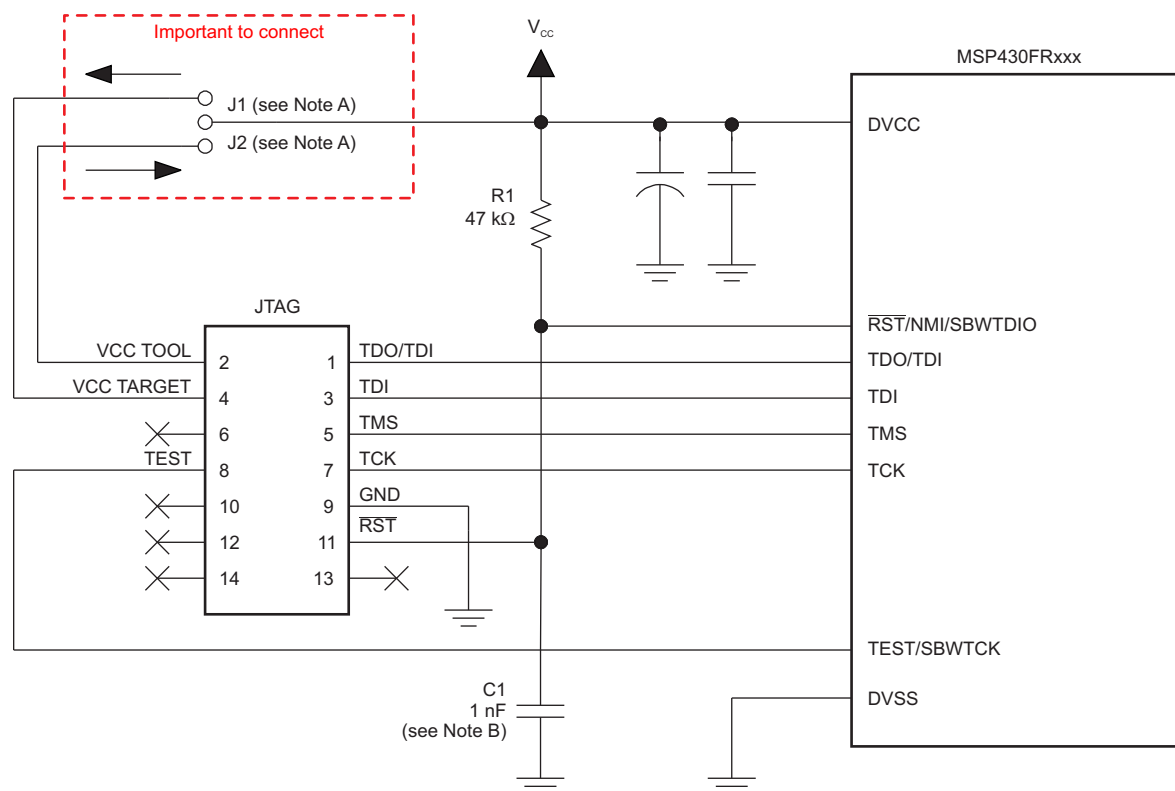 Important to connect
J1 (see Note A)
J2 (see Note A)
VCC
MSP430FRxxx
DVCC
R1
47 kΩ
JTAG
RST/NMI/SBWTDIO
VCC TOOL 2 1 TDO/TDI TDO/TDI
VCC TARGET 4 3 TDI TDI
6 5 TMS TMS
TEST 8 7 TCK TCK
10 9 GND
12 11 RST
14 13
TEST/SBWTCK
C1
1 nF
(see Note B)
DVSS